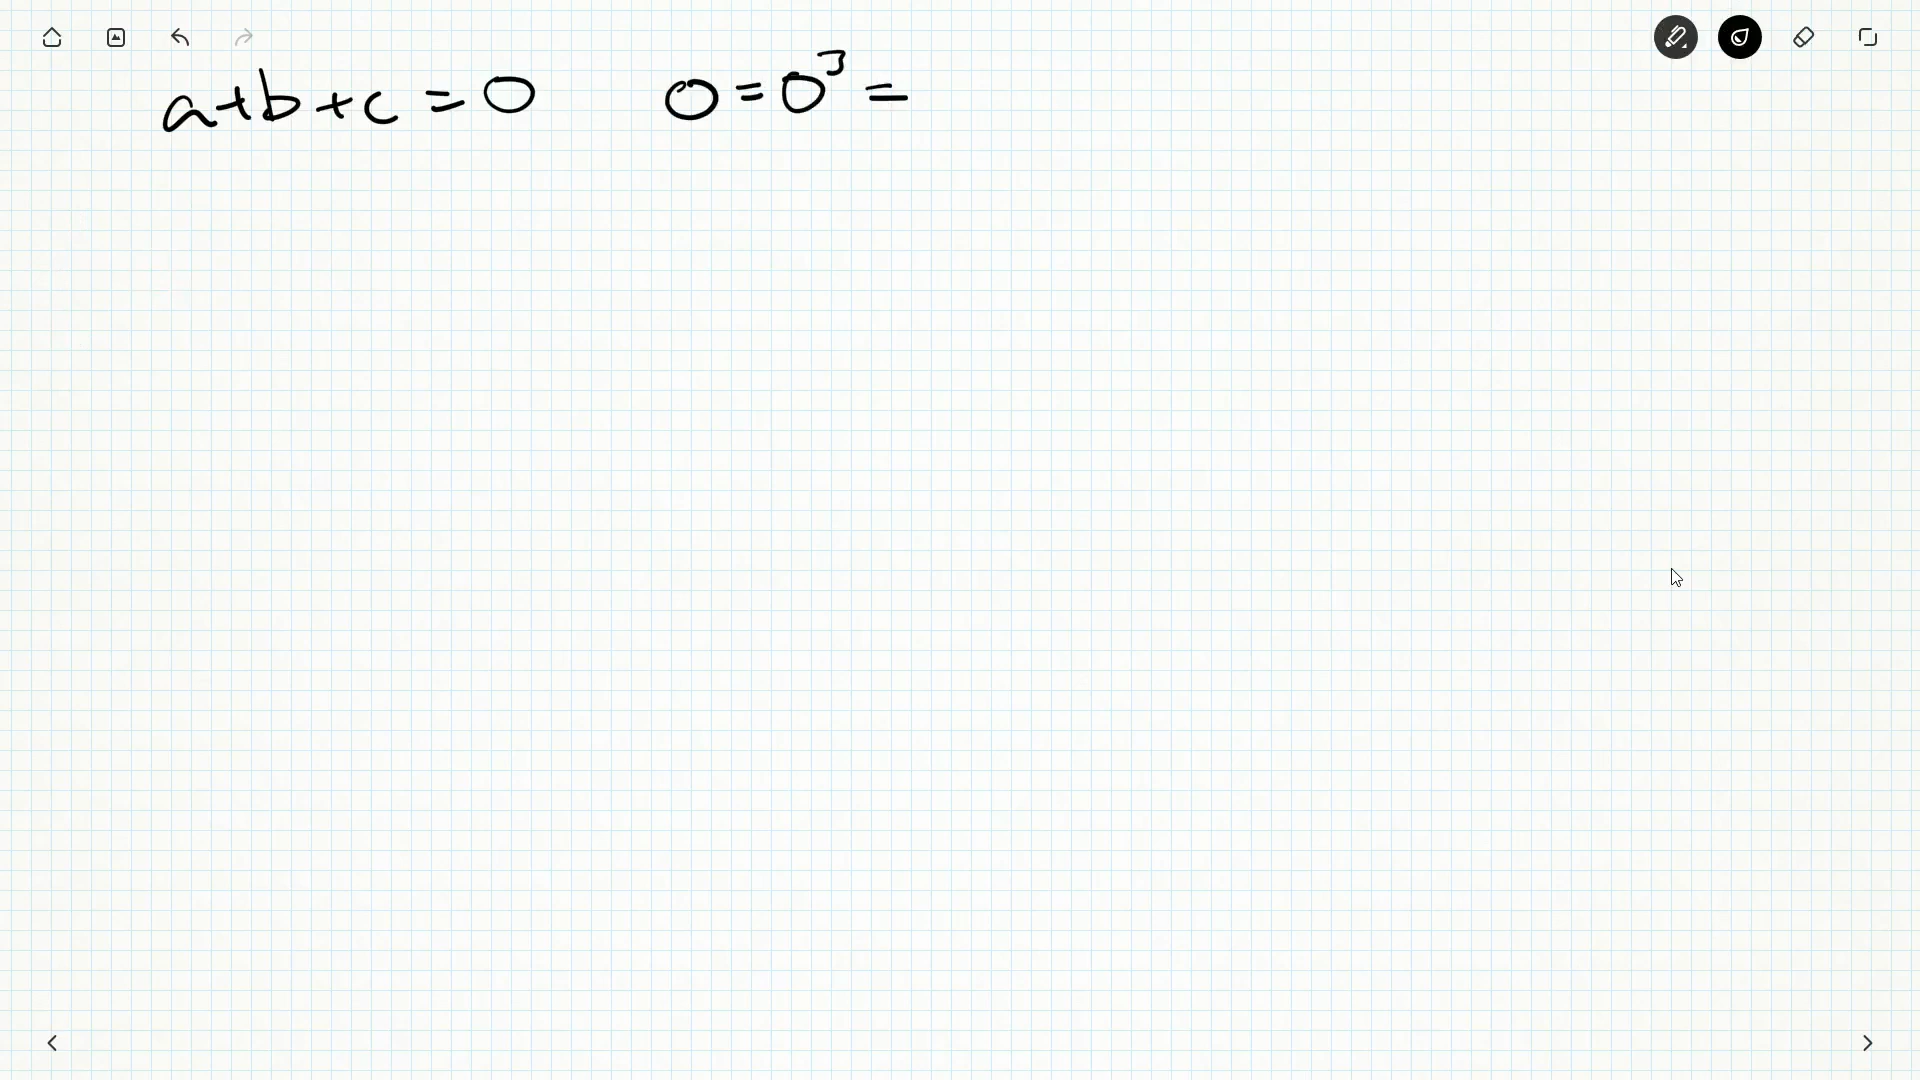 a+b+c = 0 0 = 0³ =